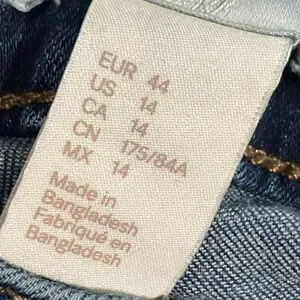 EUR 44
US 14
CA 14
CN 175/84A
MX 14
Made in
Bangladesh
Fabriqué en
Bangladesh